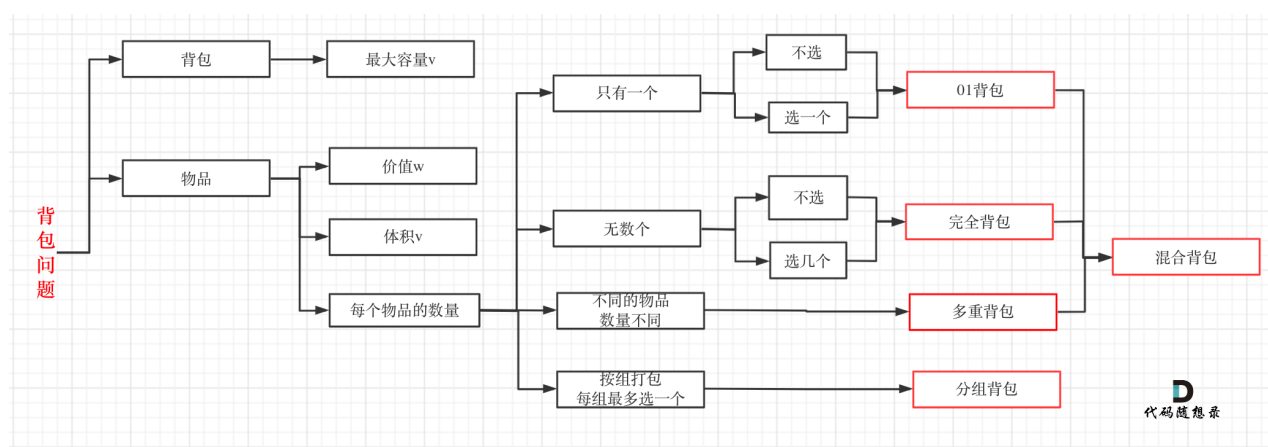 背包问题
背包
最大容量v
物品
价值w
体积v
每个物品的数量
只有一个
不选
选一个
01背包
无数个
不选
选几个
完全背包
不同的物品
数量不同
多重背包
混合背包
按组打包
每组最多选一个
分组背包
代码随想录